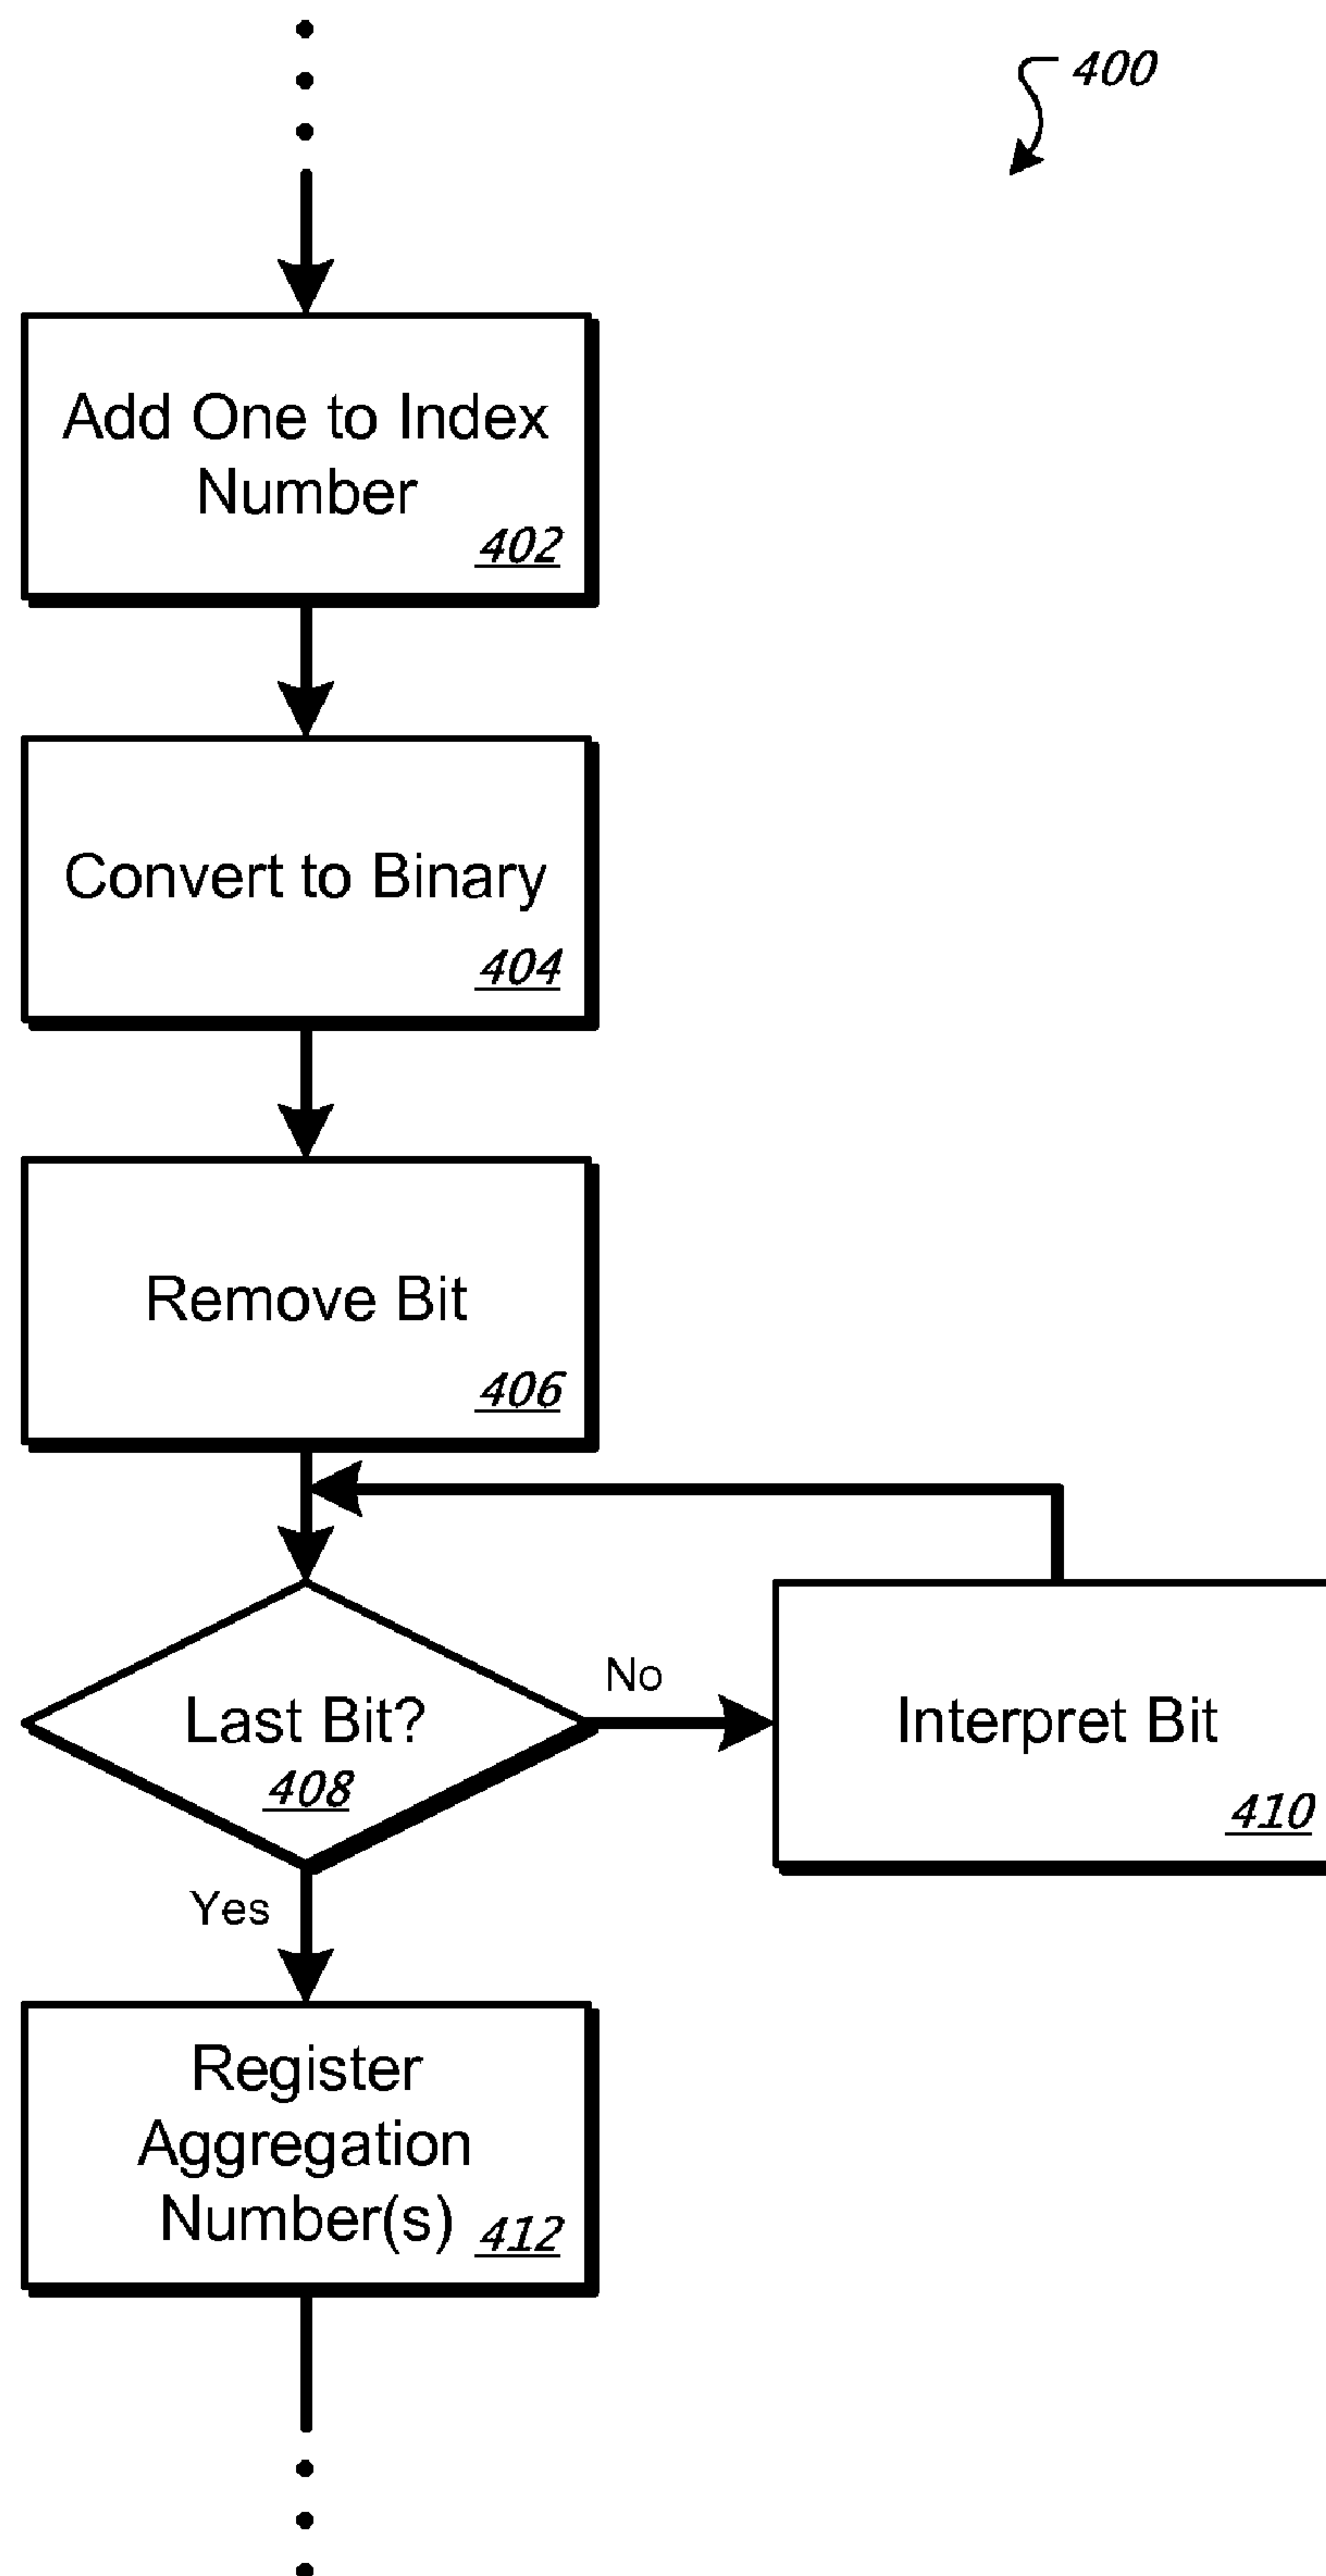 400
Add One to Index
Number
402
Convert to Binary
404
Remove Bit
406
No
Last Bit?
408
Interpret Bit
410
Yes
Register
Aggregation
Number(s) 412